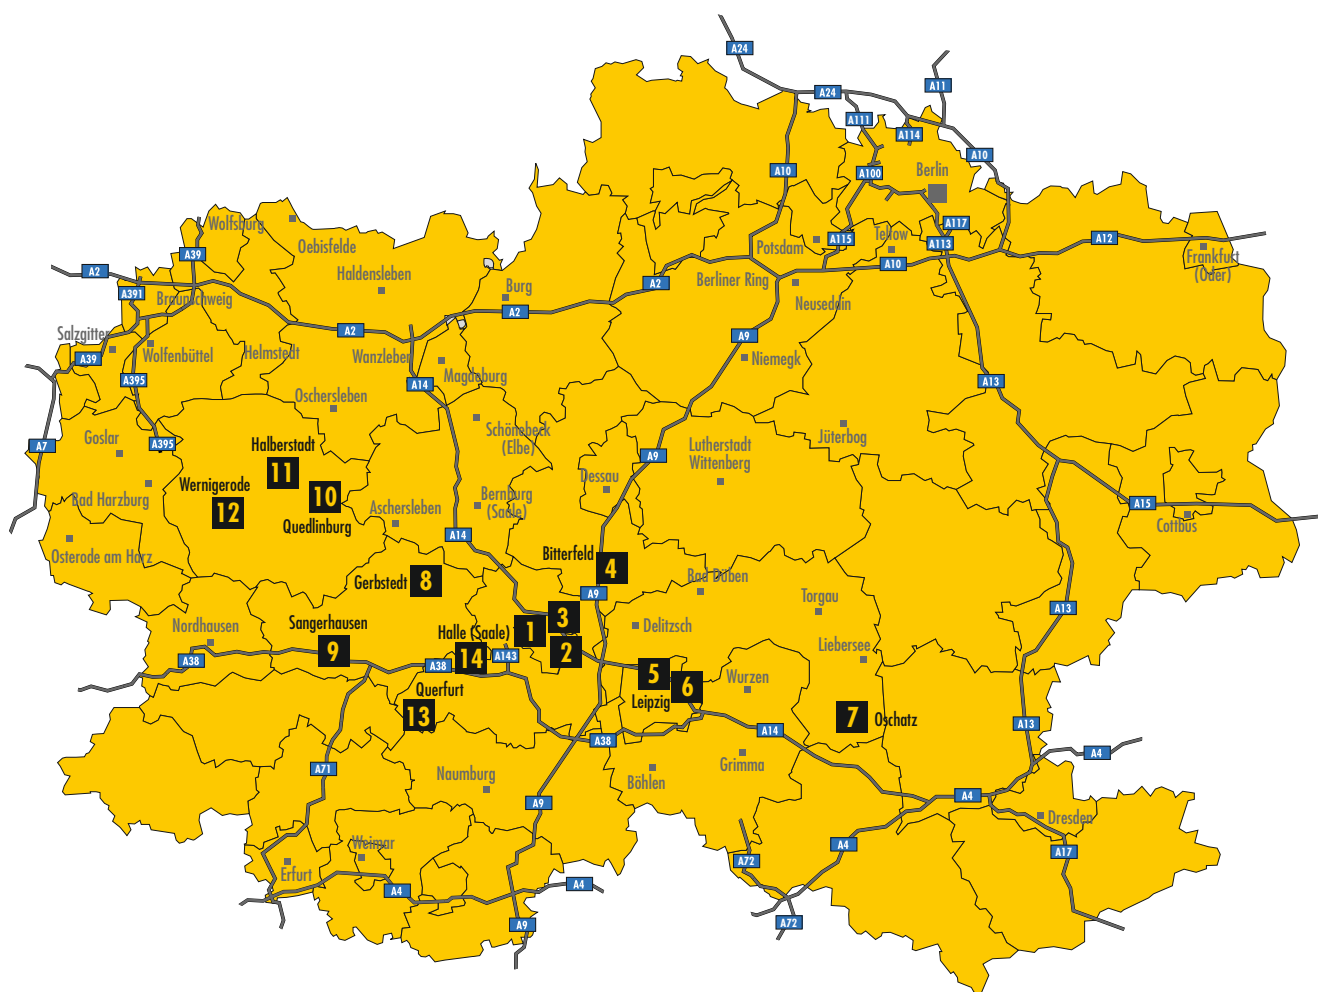 A24
A24
A11
A111
A114
A10
A10
A100
Berlin
Wolfsburg
Oebisfelde
A117
A39
Potsdam
A115
Teltow
A113
A12
Frankfurt
(Oder)
A2
Haldensleben
A10
A391
Braunschweig
Burg
A2
Berliner Ring
Neuseddin
A2
A2
Salzgitter
Wolfenbüttel
Helmstedt
Wanzleben
A9
Niemegk
A39
A395
Magdeburg
A14
A13
Oschersleben
Goslar
A7
A395
Halberstadt
11
Schönebeck
(Elbe)
A9
Lutherstadt
Wittenberg
Jüterbog
Wernigerode
12
10
Quedlinburg
Bad Harzburg
Aschersleben
Bernburg
(Saale)
Dessau
A15
Cottbus
A14
Osterode am Harz
Gerbstedt
8
Bitterfeld
4
A9
Bad Düben
Torgau
A13
Nordhausen
Sangerhausen
9
Halle (Saale)
1
3
2
Delitzsch
Liebersee
A38
A38
14
A143
5
6
Leipzig
Wurzen
Querfurt
13
7
Oschatz
A38
A14
A13
A4
A71
Naumburg
Böhlen
Grimma
A9
A4
Dresden
Weimar
Erfurt
A72
A4
A17
A4
A4
A9
A72